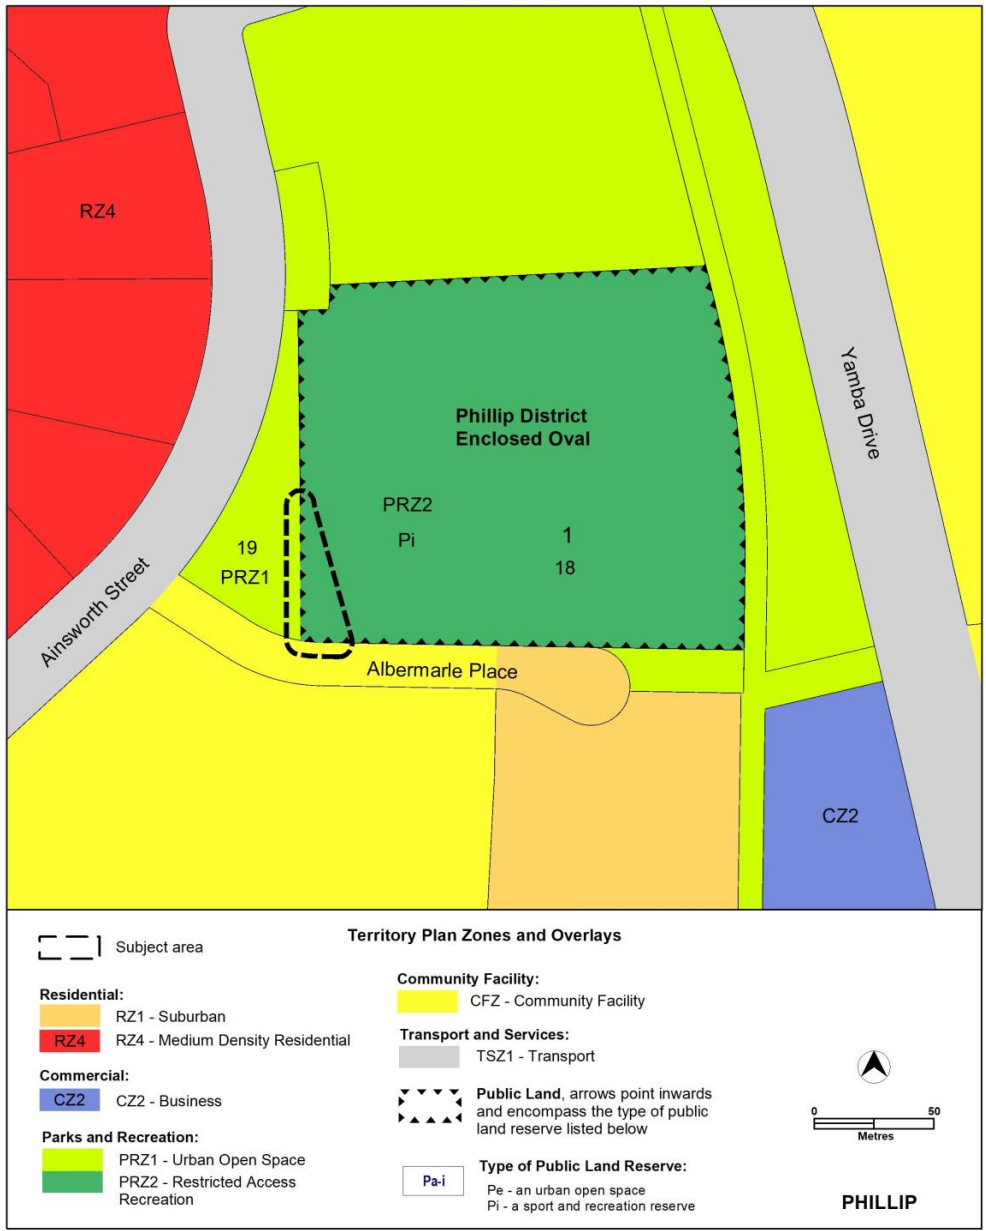 RZ4
Yamba Drive
Phillip District
Enclosed Oval
PRZ2
Pi
1
18
19
PRZ1
Ainsworth Street
Albermarle Place
CZ2
Territory Plan Zones and Overlays
Subject area
Residential:
RZ1 - Suburban
RZ4
RZ4 - Medium Density Residential
Commercial:
CZ2
CZ2 - Business
Parks and Recreation:
PRZ1 - Urban Open Space
PRZ2 - Restricted Access
Recreation
Community Facility:
CFZ - Community Facility
Transport and Services:
TSZ1 - Transport
Public Land, arrows point inwards
and encompass the type of public
land reserve listed below
Type of Public Land Reserve:
Pa-i
Pe - an urban open space
Pi - a sport and recreation reserve
0 50
Metres
PHILLIP